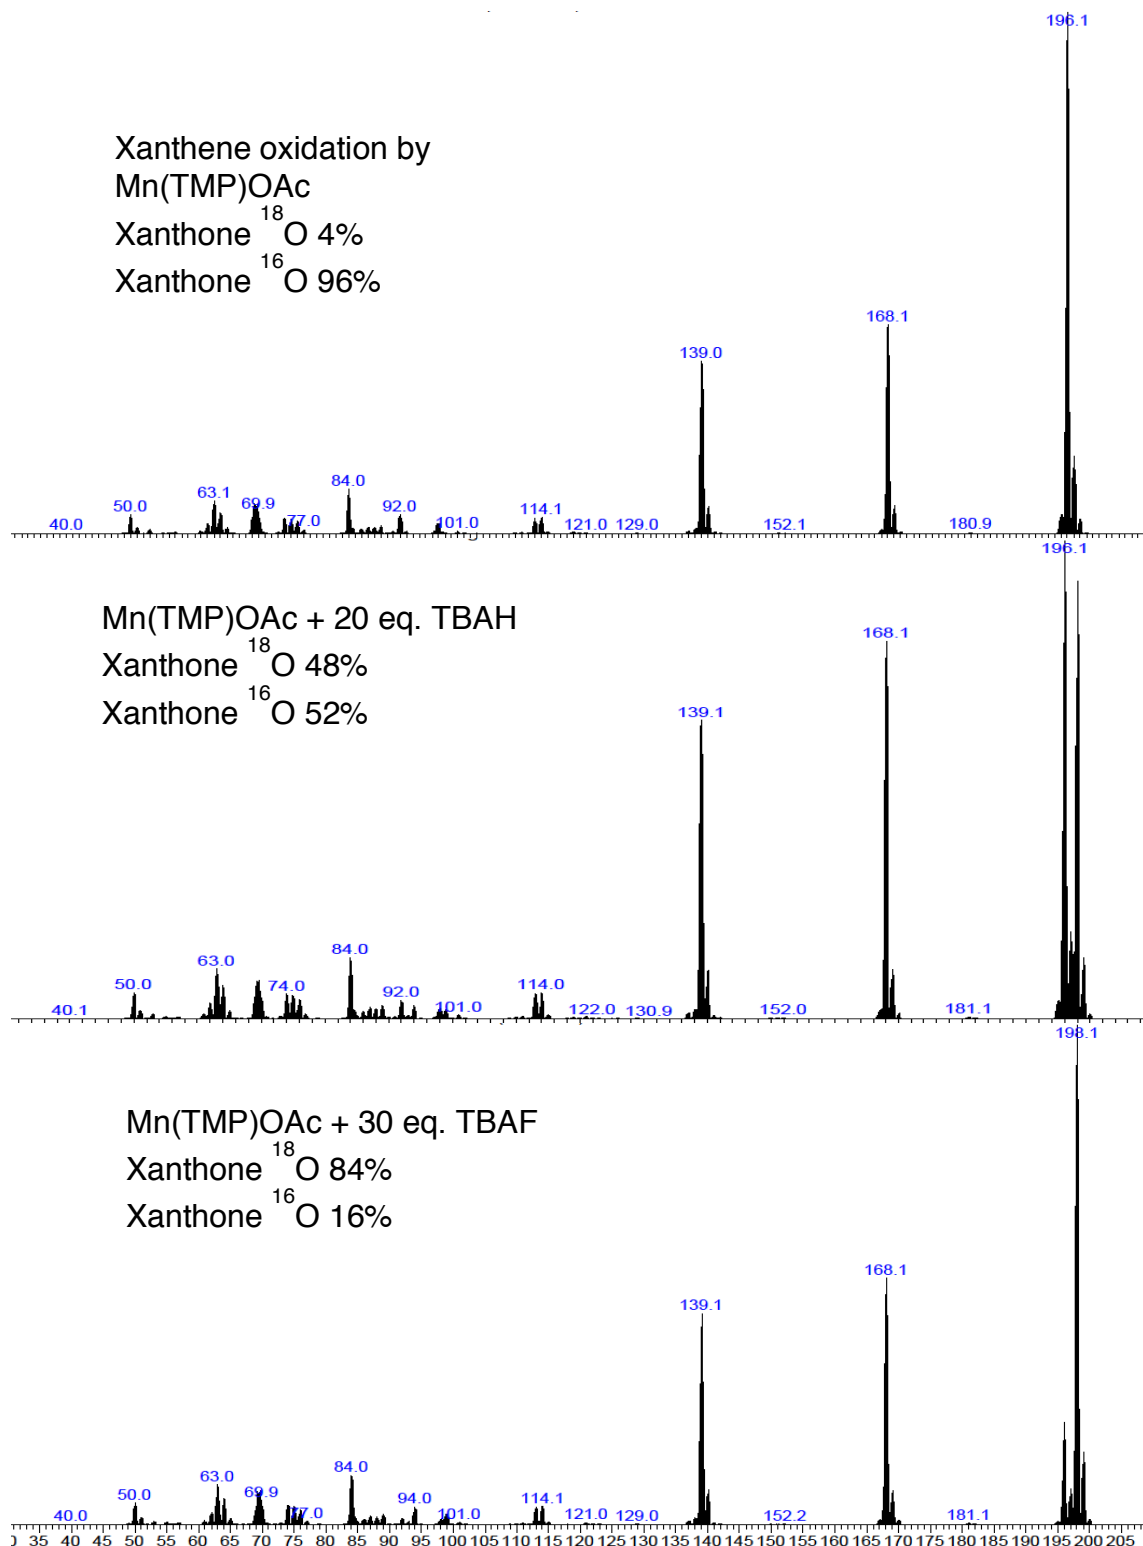 196.1
Xanthene oxidation by
Mn(TMP)OAc
Xanthone ¹⁸O 4%
Xanthone ¹⁶O 96%
168.1
139.0
84.0
63.1
50.0 69.9 92.0 114.1
40.0 77.0 101.0 121.0 129.0 152.1 180.9
196.1
Mn(TMP)OAc + 20 eq. TBAH
Xanthone ¹⁸O 48%
Xanthone ¹⁶O 52%
168.1
139.1
84.0
63.0
50.0 74.0 92.0 114.0
40.1 101.0 122.0 130.9 152.0 181.1
198.1
Mn(TMP)OAc + 30 eq. TBAF
Xanthone ¹⁸O 84%
Xanthone ¹⁶O 16%
168.1
139.1
84.0
63.0
50.0 69.9 94.0 114.1
40.0 77.0 101.0 121.0 129.0 152.2 181.1
35 40 45 50 55 60 65 70 75 80 85 90 95 100 105 110 115 120 125 130 135 140 145 150 155 160 165 170 175 180 185 190 195 200 205